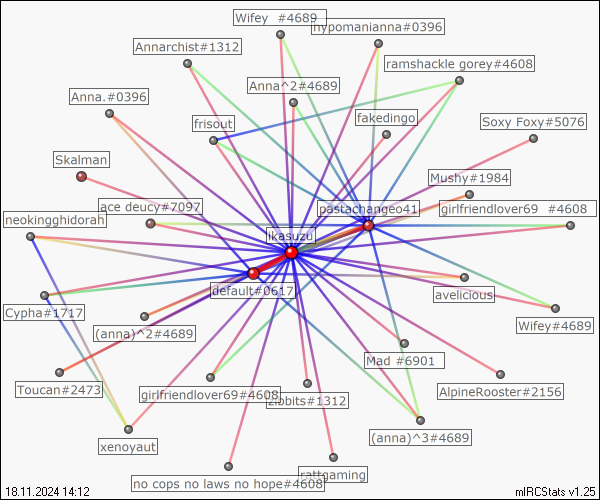 Wifey #4689
hypomanianna#0396
Annarchist#1312
ramshackle gorey#4608
Anna^2#4689
Anna.#0396
fakedingo
Soxy Foxy#5076
frisout
Skalman
Mushy#1984
ace deucy#7097
pastachangeo41
girlfriendlover69 #4608
neokingghidorah
ikasuzu
default#0617
avelicious
Cypha#1717
Wifey#4689
(anna)^2#4689
Mad #6901
Toucan#2473
girlfriendlover69#4608
zibbits#1312
AlpineRooster#2156
xenoyaut
(anna)^3#4689
rattgaming
no cops no laws no hope#4608
18.11.2024 14:12
mIRCStats v1.25